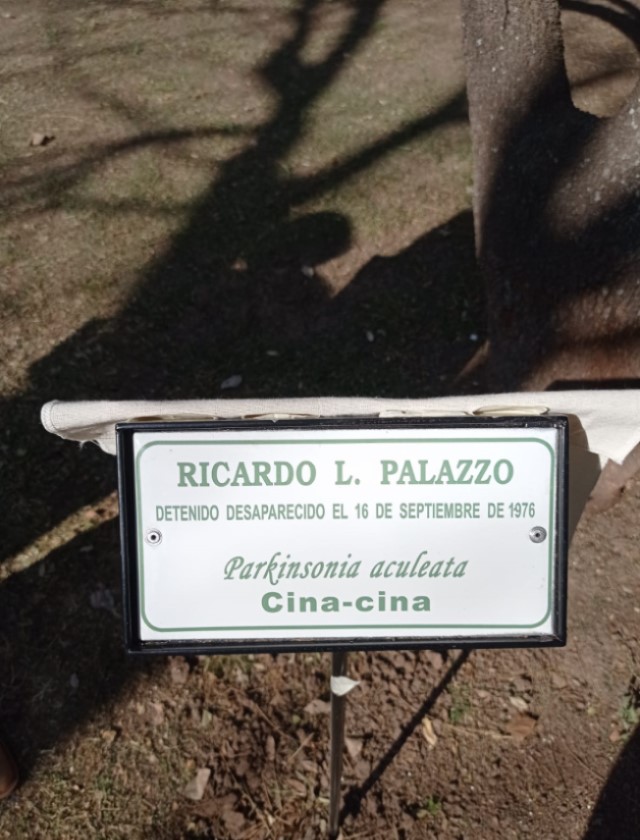 RICARDO L. PALAZZO
DETENIDO DESAPARECIDO EL 16 DE SEPTIEMBRE DE 1976
Parkinsonia aculeata
Cina-cina